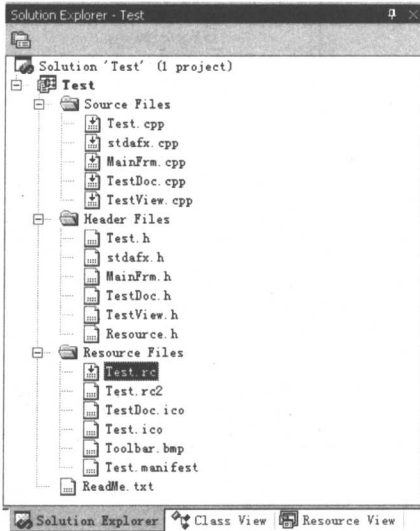 Solution Explorer - Test
Solution 'Test' (1 project)
Test
Source Files
Test.cpp
stdafx.cpp
MainFrm.cpp
TestDoc.cpp
TestView.cpp
Header Files
Test.h
stdafx.h
MainFrm.h
TestDoc.h
TestView.h
Resource.h
Resource Files
Test.rc
Test.rc2
TestDoc.ico
Test.ico
Toolbar.bmp
Test.manifest
ReadMe.txt
Solution Explorer Class View Resource View